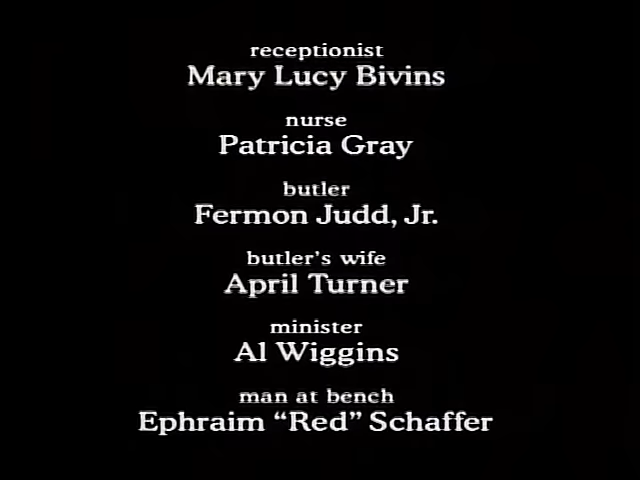 receptionist
Mary Lucy Bivins
nurse
Patricia Gray
butler
Fermon Judd, Jr.
butler's wife
April Turner
minister
Al Wiggins
man at bench
Ephraim “Red” Schaffer